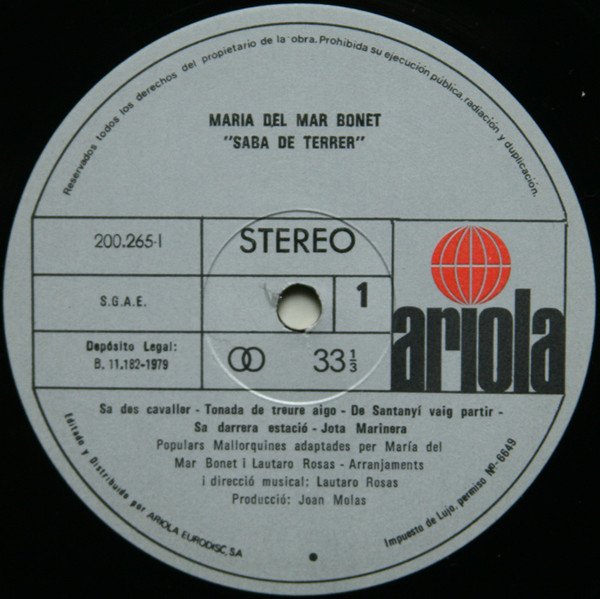 Reservados todos los derechos del propietario de la obra. Prohibida su ejecución pública, radiación y duplicación.
MARIA DEL MAR BONET
"SABA DE TERRER"
200.265-I
STEREO
S.G.A.E.
1
ariola
Depósito Legal:
B. 11.182-1979
33 1/3
Sa des cavaller - Tonada de treure aigo - De Santanyí vaig partir -
Sa darrera estació - Jota Marinera
Populars Mallorquines adaptades per María del
Mar Bonet i Lautaro Rosas - Arranjaments
i direcció musical: Lautaro Rosas
Producció: Joan Molas
Editado y Distribuido por ARIOLA EURODISC, S.A
Impuesto de Lujo, permiso Nº-6649